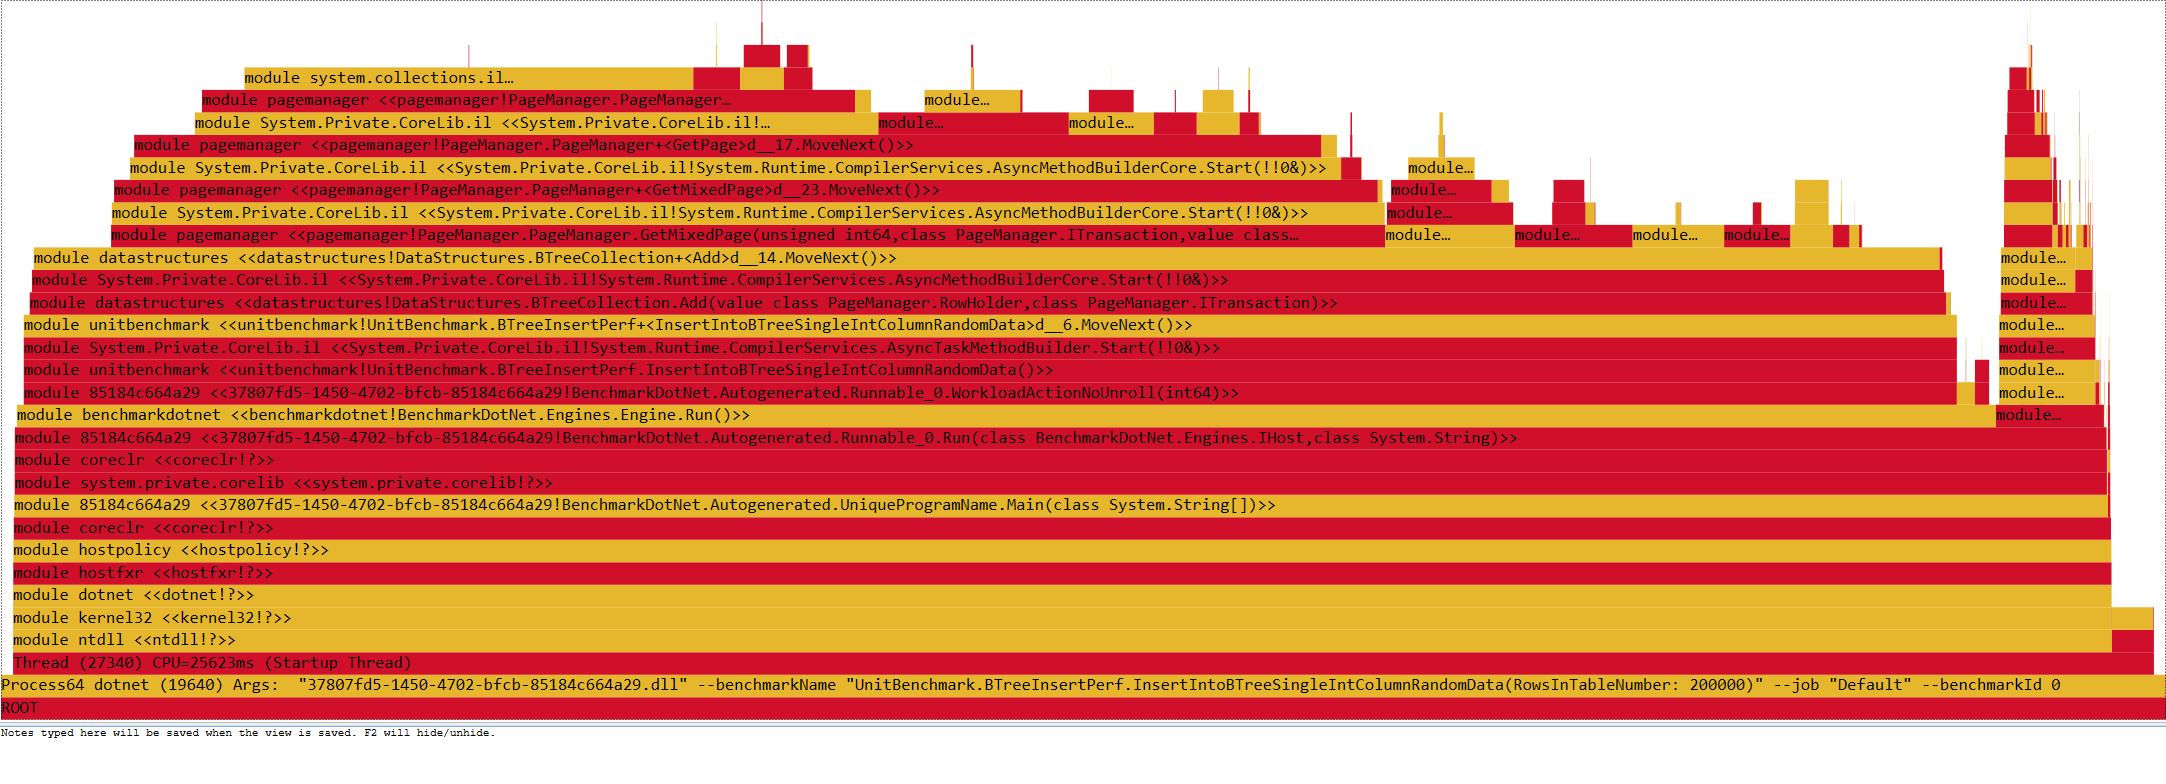 module system.collections.il…
module pagemanager <<pagemanager!PageManager.PageManager…
module…
module System.Private.CoreLib.il <<System.Private.CoreLib.il!…
module…
module…
module pagemanager <<pagemanager!PageManager.PageManager+<GetPage>d__17.MoveNext()>>
module System.Private.CoreLib.il <<System.Private.CoreLib.il!System.Runtime.CompilerServices.AsyncMethodBuilderCore.Start(!!0&)>>
module…
module pagemanager <<pagemanager!PageManager.PageManager+<GetMixedPage>d__23.MoveNext()>>
module…
module System.Private.CoreLib.il <<System.Private.CoreLib.il!System.Runtime.CompilerServices.AsyncMethodBuilderCore.Start(!!0&)>>
module…
module pagemanager <<pagemanager!PageManager.PageManager.GetMixedPage(unsigned int64,class PageManager.ITransaction,value class…
module…
module…
module…
module…
module datastructures <<datastructures!DataStructures.BTreeCollection+<Add>d__14.MoveNext()>>
module…
module System.Private.CoreLib.il <<System.Private.CoreLib.il!System.Runtime.CompilerServices.AsyncMethodBuilderCore.Start(!!0&)>>
module…
module datastructures <<datastructures!DataStructures.BTreeCollection.Add(value class PageManager.RowHolder,class PageManager.ITransaction)>>
module…
module unitbenchmark <<unitbenchmark!UnitBenchmark.BTreeInsertPerf+<InsertIntoBTreeSingleIntColumnRandomData>d__6.MoveNext()>>
module…
module System.Private.CoreLib.il <<System.Private.CoreLib.il!System.Runtime.CompilerServices.AsyncTaskMethodBuilder.Start(!!0&)>>
module…
module unitbenchmark <<unitbenchmark!UnitBenchmark.BTreeInsertPerf.InsertIntoBTreeSingleIntColumnRandomData()>>
module…
module 85184c664a29 <<37807fd5-1450-4702-bfcb-85184c664a29!BenchmarkDotNet.Autogenerated.Runnable_0.WorkloadActionNoUnroll(int64)>>
module…
module benchmarkdotnet <<benchmarkdotnet!BenchmarkDotNet.Engines.Engine.Run()>>
module…
module 85184c664a29 <<37807fd5-1450-4702-bfcb-85184c664a29!BenchmarkDotNet.Autogenerated.Runnable_0.Run(class BenchmarkDotNet.Engines.IHost,class System.String)>>
module coreclr <<coreclr!?>>
module system.private.corelib <<system.private.corelib!?>>
module 85184c664a29 <<37807fd5-1450-4702-bfcb-85184c664a29!BenchmarkDotNet.Autogenerated.UniqueProgramName.Main(class System.String[])>>
module coreclr <<coreclr!?>>
module hostpolicy <<hostpolicy!?>>
module hostfxr <<hostfxr!?>>
module dotnet <<dotnet!?>>
module kernel32 <<kernel32!?>>
module ntdll <<ntdll!?>>
Thread (27340) CPU=25623ms (Startup Thread)
Process64 dotnet (19640) Args:  "37807fd5-1450-4702-bfcb-85184c664a29.dll" --benchmarkName "UnitBenchmark.BTreeInsertPerf.InsertIntoBTreeSingleIntColumnRandomData(RowsInTableNumber: 200000)" --job "Default" --benchmarkId 0
ROOT
Notes typed here will be saved when the view is saved. F2 will hide/unhide.